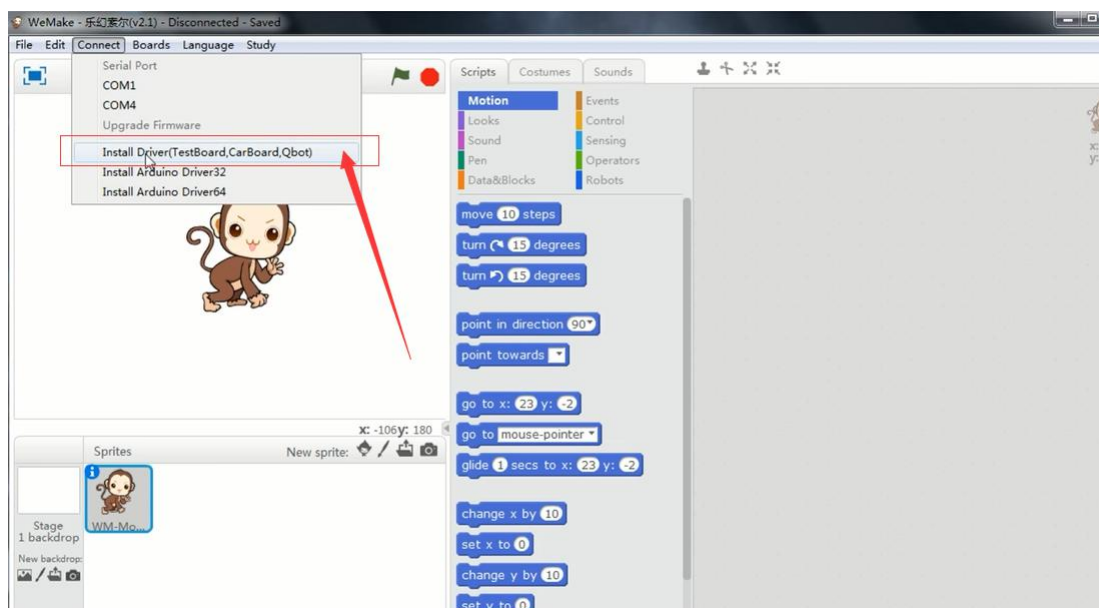 WeMake - 乐幻索尔(v2.1) - Disconnected - Saved
File Edit Connect Boards Language Study
Serial Port
COM1
COM4
Upgrade Firmware
Install Driver(TestBoard,CarBoard,Qbot)
Install Arduino Driver32
Install Arduino Driver64
x: -106 y: 180
Sprites
New sprite:
WM-Mo...
Stage
1 backdrop
New backdrop:
Scripts Costumes Sounds
Motion Events
Looks Control
Sound Sensing
Pen Operators
Data&Blocks Robots
move 10 steps
turn 15 degrees
turn 15 degrees
point in direction 90
point towards
go to x: 23 y: -2
go to mouse-pointer
glide 1 secs to x: 23 y: -2
change x by 10
set x to 0
change y by 10
set y to 0
x:
y: